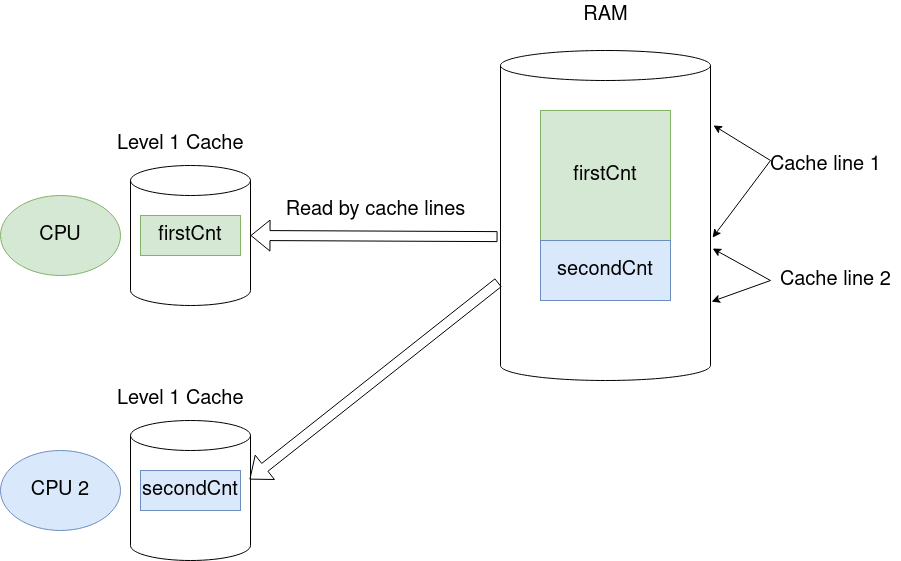 RAM
Level 1 Cache
firstCnt
Cache line 1
Read by cache lines
CPU
firstCnt
secondCnt
Cache line 2
Level 1 Cache
CPU 2
secondCnt